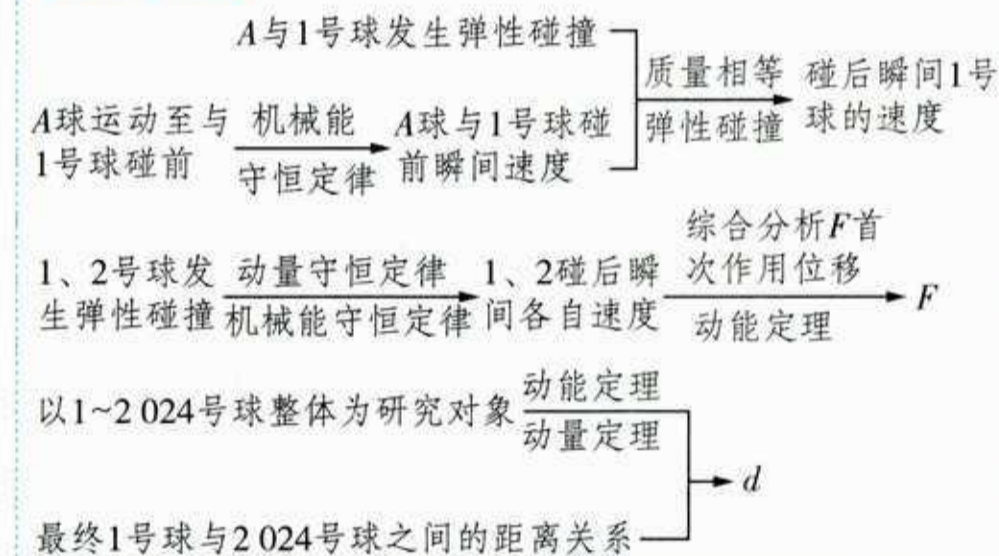 A与1号球发生弹性碰撞
质量相等
弹性碰撞
碰后瞬间1号
球的速度
A球运动至与
1号球碰前
机械能
守恒定律
A球与1号球碰
前瞬间速度
1、2号球发
生弹性碰撞
动量守恒定律
机械能守恒定律
1、2碰后瞬
间各自速度
综合分析F首
次作用位移
动能定理
F
以1~2 024号球整体为研究对象
动能定理
动量定理
d
最终1号球与2 024号球之间的距离关系